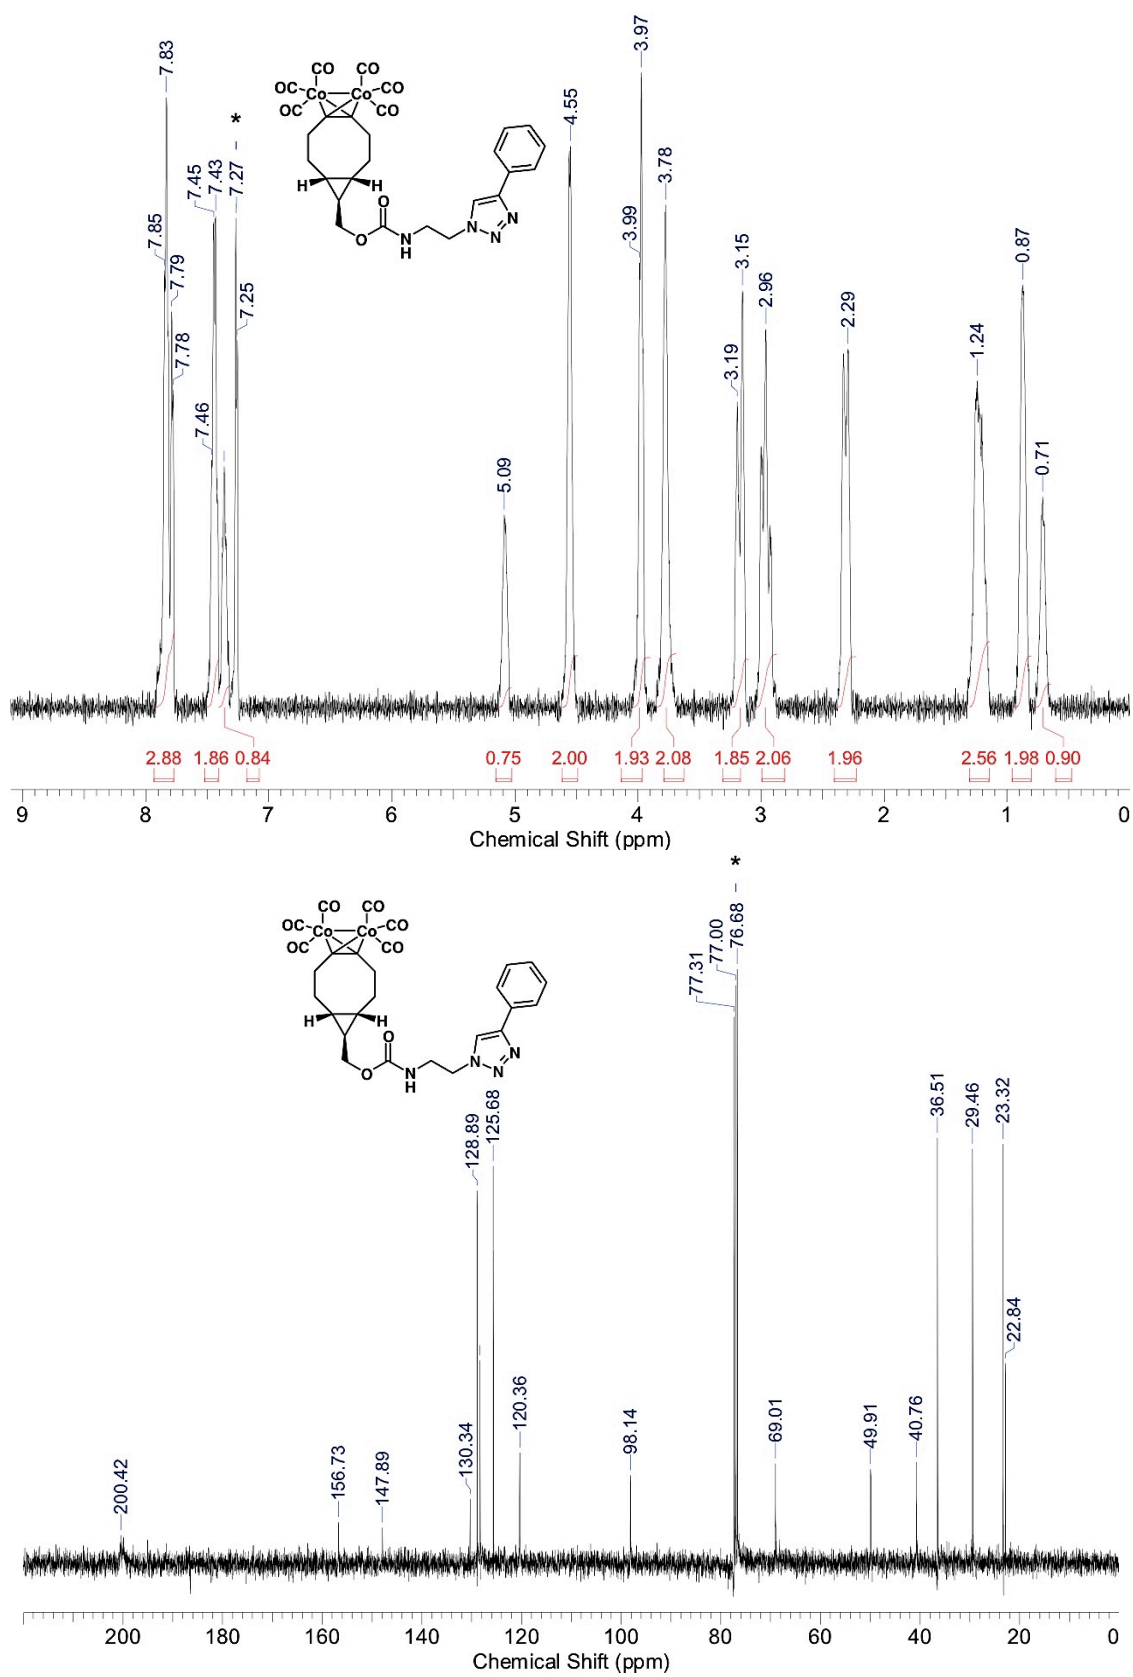 7.83
7.85
7.79
7.78
7.45
7.43
7.46
*
7.27
7.25
5.09
4.55
3.99
3.97
3.78
3.19
3.15
2.96
2.29
1.24
0.87
0.71
CO CO
OC Co Co CO
OC CO
H H
O
O N N N
H N
2.88 1.86 0.84 0.75 2.00 1.93 2.08 1.85 2.06 1.96 2.56 1.98 0.90
9 8 7 6 5 4 3 2 1 0
Chemical Shift (ppm)
*
77.31
77.00
76.68
CO CO
OC Co Co CO
OC CO
H H
O
O N N N
H N
200.42
156.73
147.89
130.34
128.89
125.68
120.36
98.14
69.01
49.91
40.76
36.51
29.46
23.32
22.84
200 180 160 140 120 100 80 60 40 20 0
Chemical Shift (ppm)